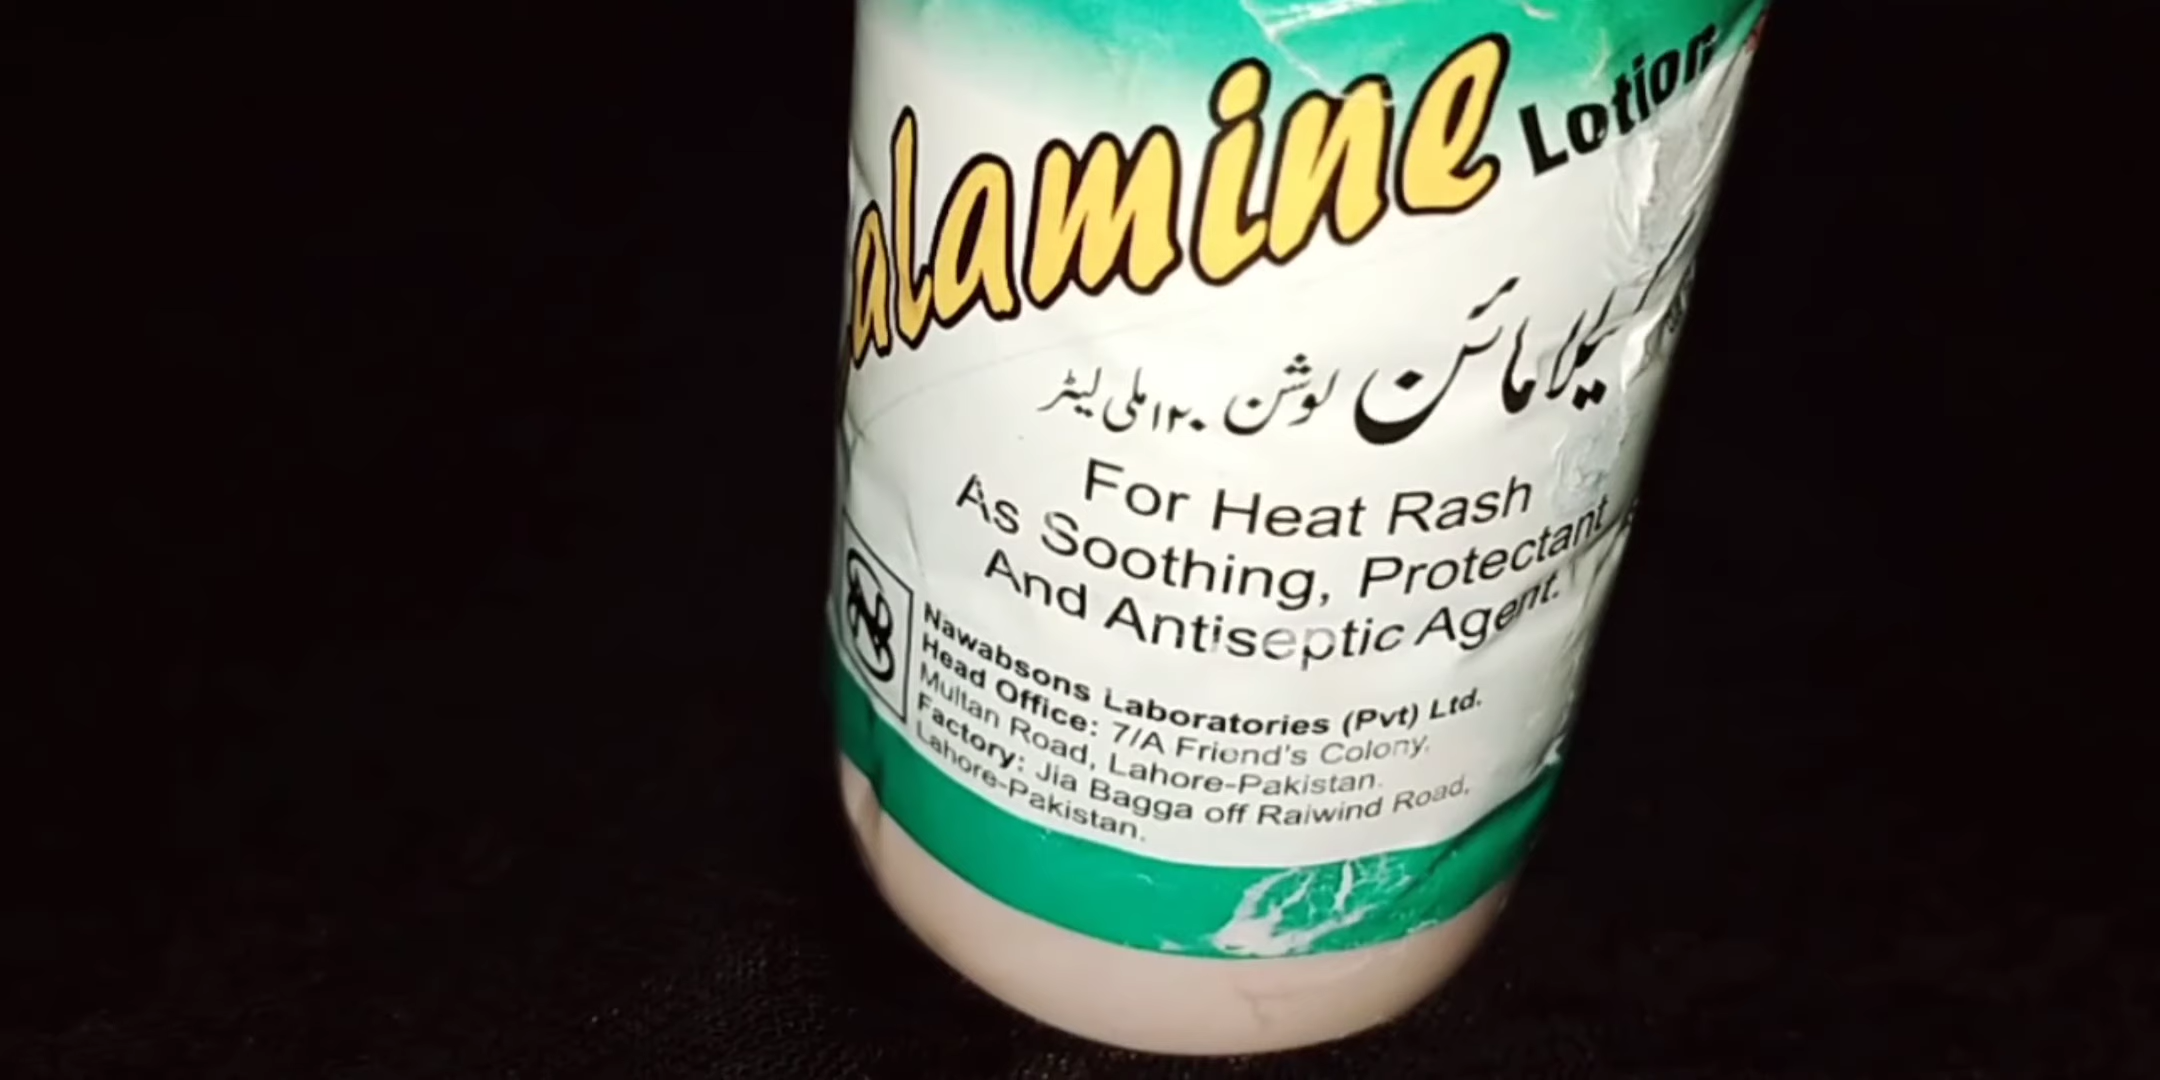 alamine Lotion
کیلامائن لوشن ۱۲۰ ملی لیٹر
For Heat Rash
As Soothing, Protectant
And Antiseptic Agent.
Nawabsons Laboratories (Pvt) Ltd.
Head Office: 7/A Friend's Colony,
Multan Road, Lahore-Pakistan.
Factory: Jia Bagga off Raiwind Road,
Lahore-Pakistan.